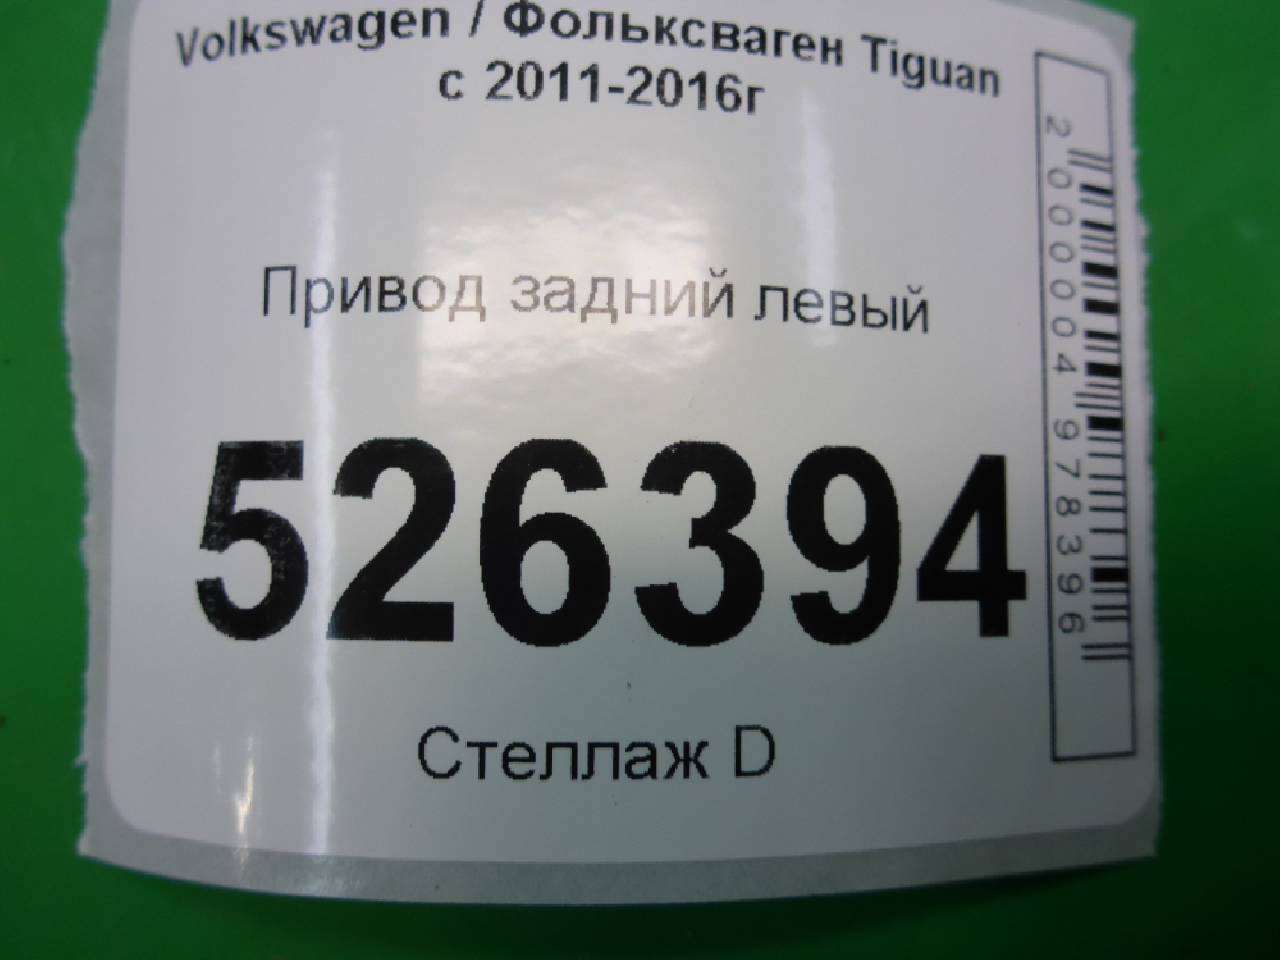 Volkswagen / Фольксваген Tiguan
с 2011-2016г
Привод задний левый
526394
Стеллаж D
2000004978396